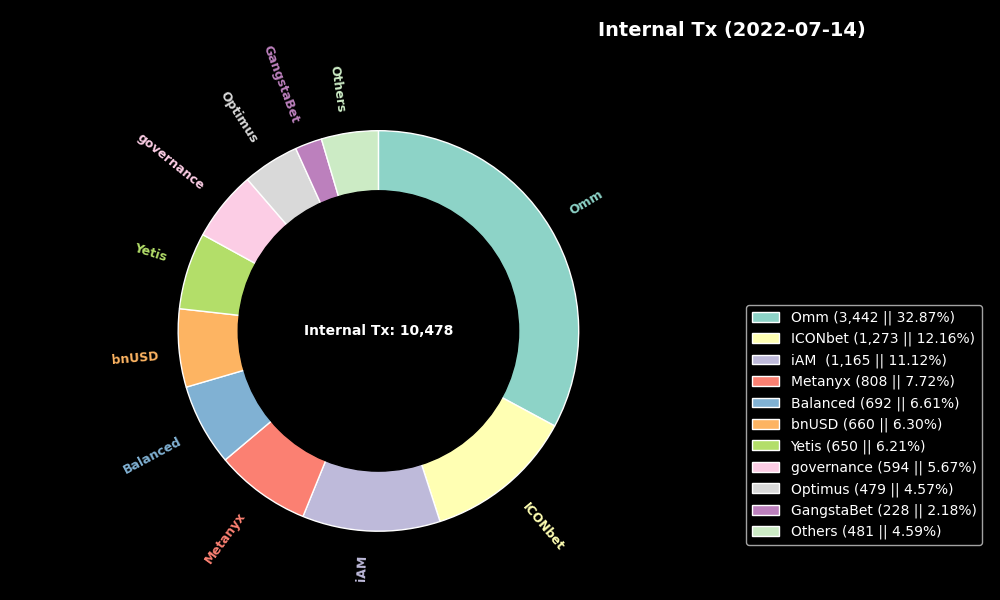 Internal Tx (2022-07-14)
Others
GangstaBet
Optimus
governance
Omm
Yetis
Internal Tx: 10,478
bnUSD
Balanced
Metanyx
iAM
ICONbet
Omm (3,442 || 32.87%)
ICONbet (1,273 || 12.16%)
iAM  (1,165 || 11.12%)
Metanyx (808 || 7.72%)
Balanced (692 || 6.61%)
bnUSD (660 || 6.30%)
Yetis (650 || 6.21%)
governance (594 || 5.67%)
Optimus (479 || 4.57%)
GangstaBet (228 || 2.18%)
Others (481 || 4.59%)